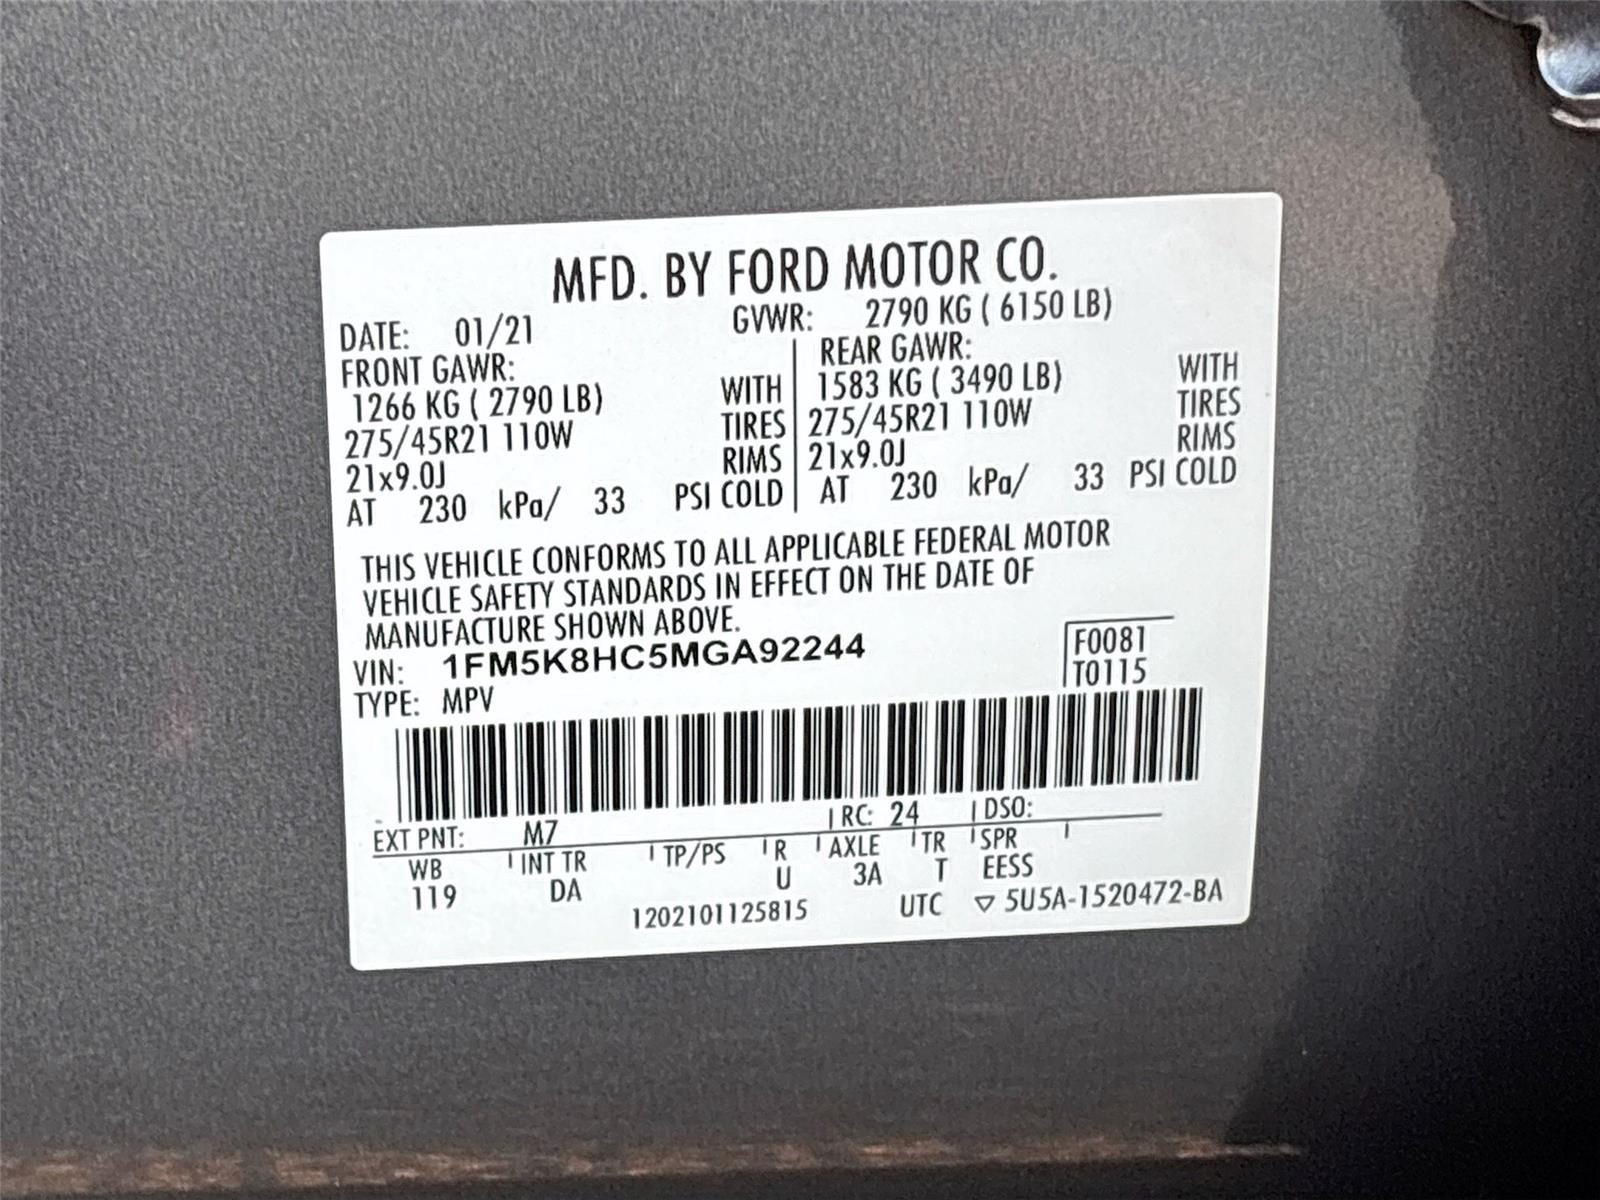 MFD. BY FORD MOTOR CO.
DATE: 01/21 GVWR: 2790 KG ( 6150 LB)
FRONT GAWR: REAR GAWR:
1266 KG ( 2790 LB) WITH 1583 KG ( 3490 LB) WITH
275/45R21 110W TIRES 275/45R21 110W TIRES
21x9.0J RIMS 21x9.0J RIMS
AT 230 kPa/ 33 PSI COLD AT 230 kPa/ 33 PSI COLD
THIS VEHICLE CONFORMS TO ALL APPLICABLE FEDERAL MOTOR
VEHICLE SAFETY STANDARDS IN EFFECT ON THE DATE OF
MANUFACTURE SHOWN ABOVE.
VIN: 1FM5K8HC5MGA92244 F0081
TYPE: MPV T0115
EXT PNT: M7 RC: 24 DSO:
WB INT TR TP/PS R AXLE TR SPR
119 DA U 3A T EESS
1202101125815 UTC ▽ 5U5A-1520472-BA